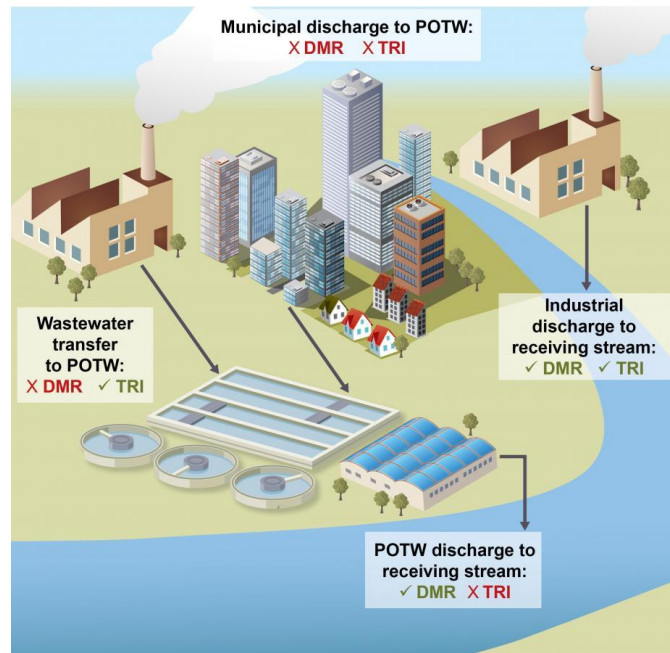 Municipal discharge to POTW:
X DMR X TRI
Wastewater
transfer
to POTW:
X DMR ✓ TRI
Industrial
discharge to
receiving stream:
✓ DMR ✓ TRI
POTW discharge to
receiving stream:
✓ DMR X TRI